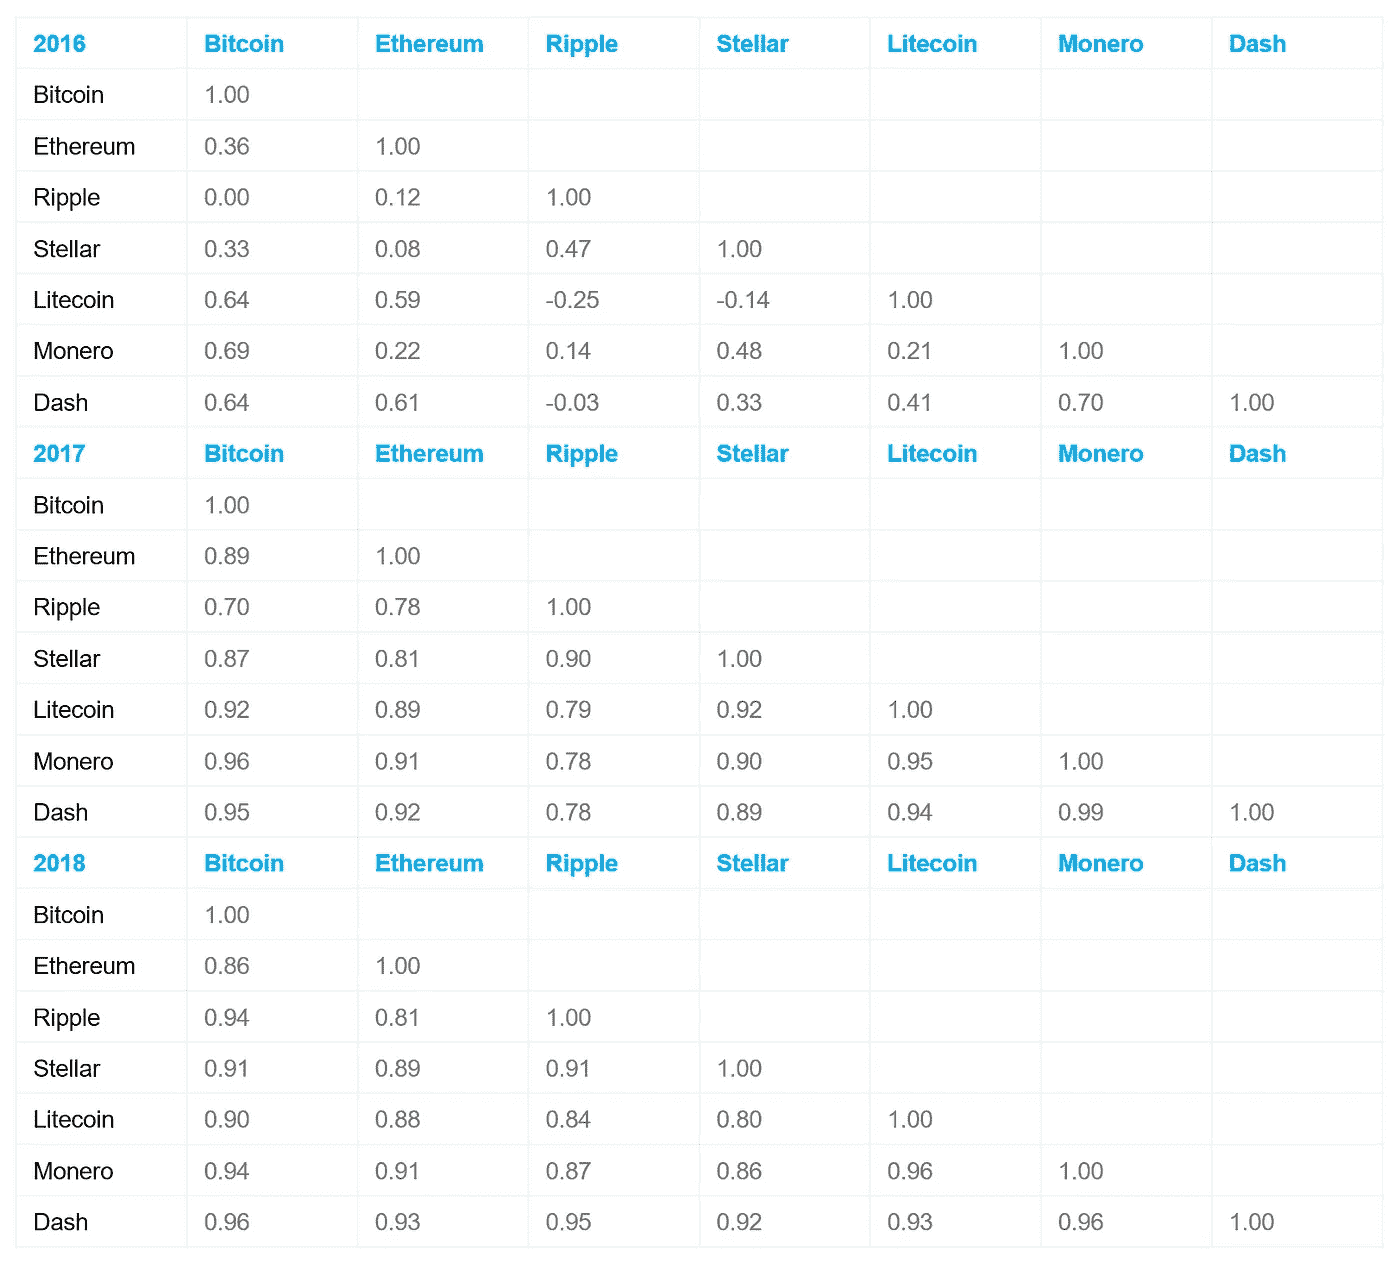 2016 Bitcoin Ethereum Ripple Stellar Litecoin Monero Dash
Bitcoin 1.00
Ethereum 0.36 1.00
Ripple 0.00 0.12 1.00
Stellar 0.33 0.08 0.47 1.00
Litecoin 0.64 0.59 -0.25 -0.14 1.00
Monero 0.69 0.22 0.14 0.48 0.21 1.00
Dash 0.64 0.61 -0.03 0.33 0.41 0.70 1.00
2017 Bitcoin Ethereum Ripple Stellar Litecoin Monero Dash
Bitcoin 1.00
Ethereum 0.89 1.00
Ripple 0.70 0.78 1.00
Stellar 0.87 0.81 0.90 1.00
Litecoin 0.92 0.89 0.79 0.92 1.00
Monero 0.96 0.91 0.78 0.90 0.95 1.00
Dash 0.95 0.92 0.78 0.89 0.94 0.99 1.00
2018 Bitcoin Ethereum Ripple Stellar Litecoin Monero Dash
Bitcoin 1.00
Ethereum 0.86 1.00
Ripple 0.94 0.81 1.00
Stellar 0.91 0.89 0.91 1.00
Litecoin 0.90 0.88 0.84 0.80 1.00
Monero 0.94 0.91 0.87 0.86 0.96 1.00
Dash 0.96 0.93 0.95 0.92 0.93 0.96 1.00